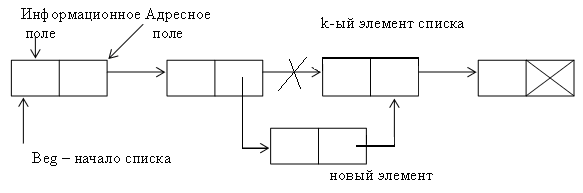 Информационное Адресное
поле поле
k-ый элемент списка
Beg – начало списка
новый элемент